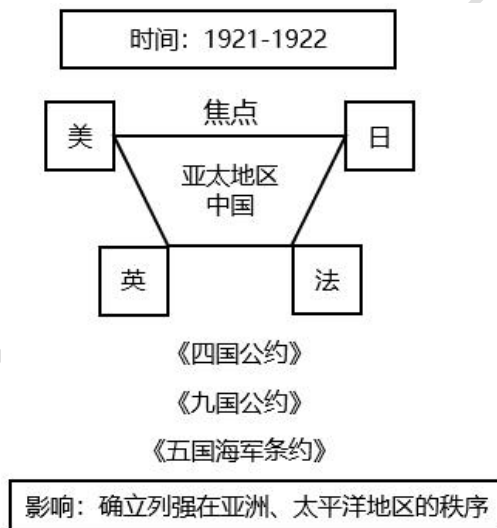 时间：1921-1922
焦点
美
日
亚太地区
中国
英
法
《四国公约》
《九国公约》
《五国海军条约》
影响：确立列强在亚洲、太平洋地区的秩序